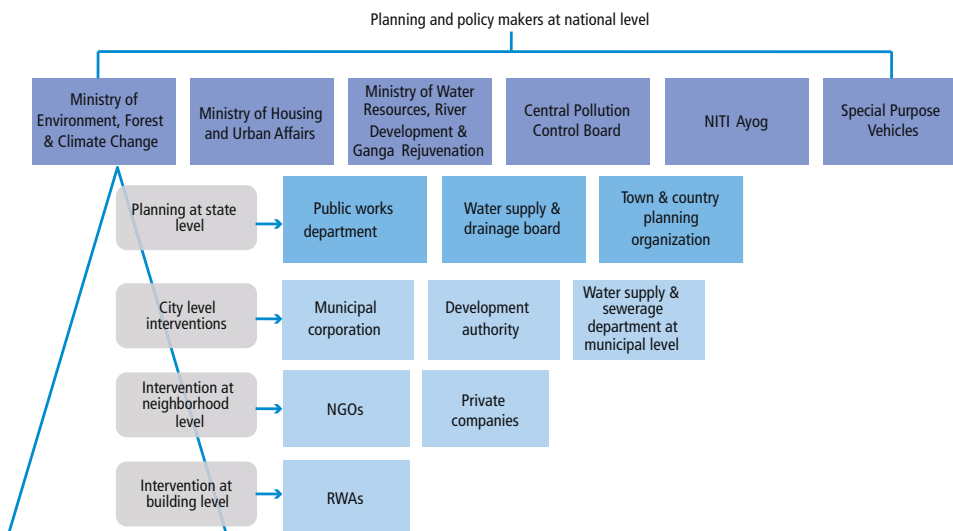 Planning and policy makers at national level
Ministry of
Environment, Forest
& Climate Change
Ministry of Housing
and Urban Affairs
Ministry of Water
Resources, River
Development &
Ganga Rejuvenation
Central Pollution
Control Board
NITI Ayog
Special Purpose
Vehicles
Planning at state
level
Public works
department
Water supply &
drainage board
Town & country
planning
organization
City level
interventions
Municipal
corporation
Development
authority
Water supply &
sewerage
department at
municipal level
Intervention at
neighborhood
level
NGOs
Private
companies
Intervention at
building level
RWAs